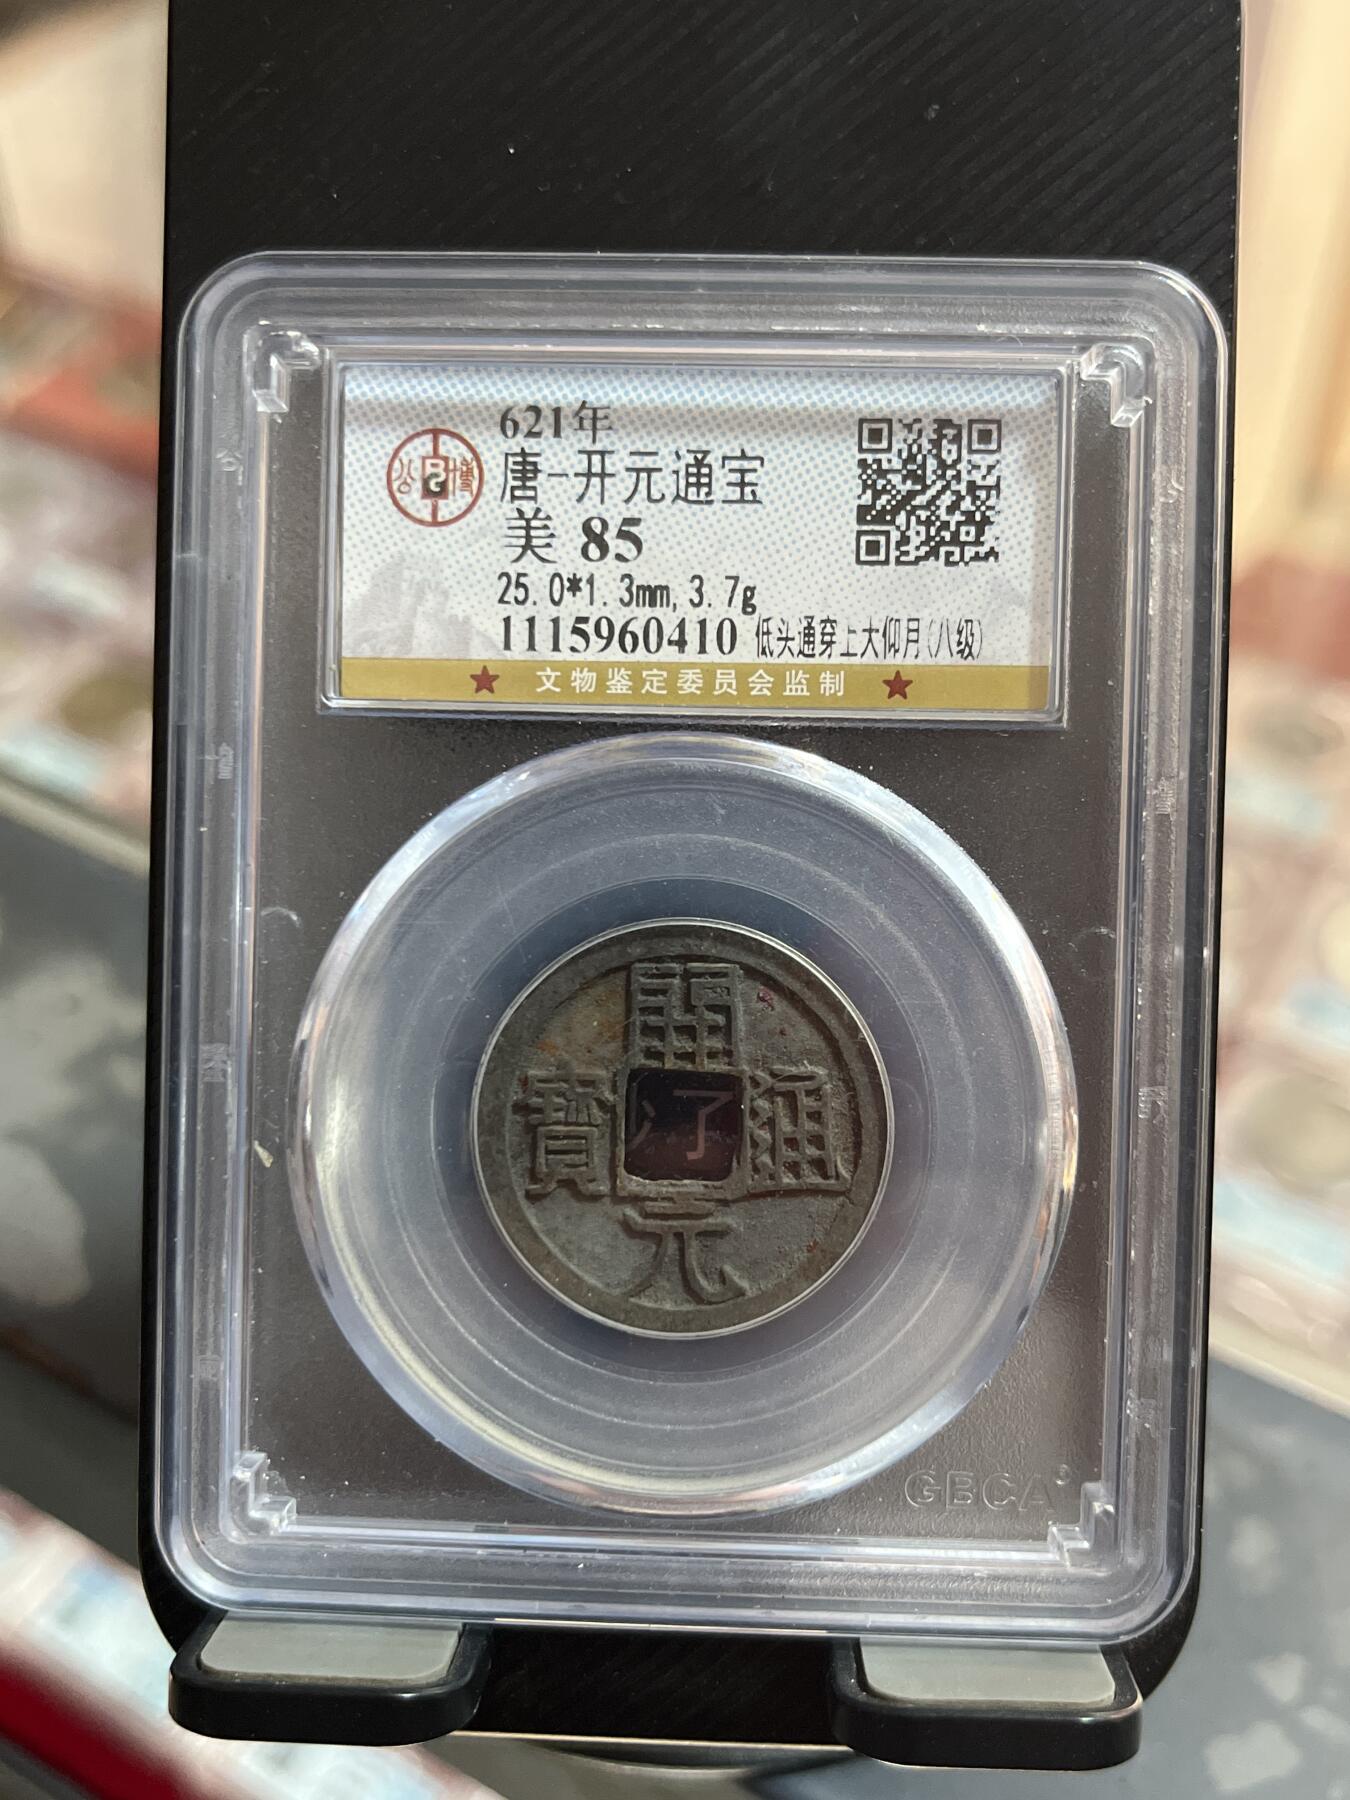 621年
唐-开元通宝
美 85
25.0*1.3mm, 3.7g
1115960410 低头通穿上大仰月(八级)
公 博
★ 文物鉴定委员会监制 ★
開
寶 通
元
GBCA